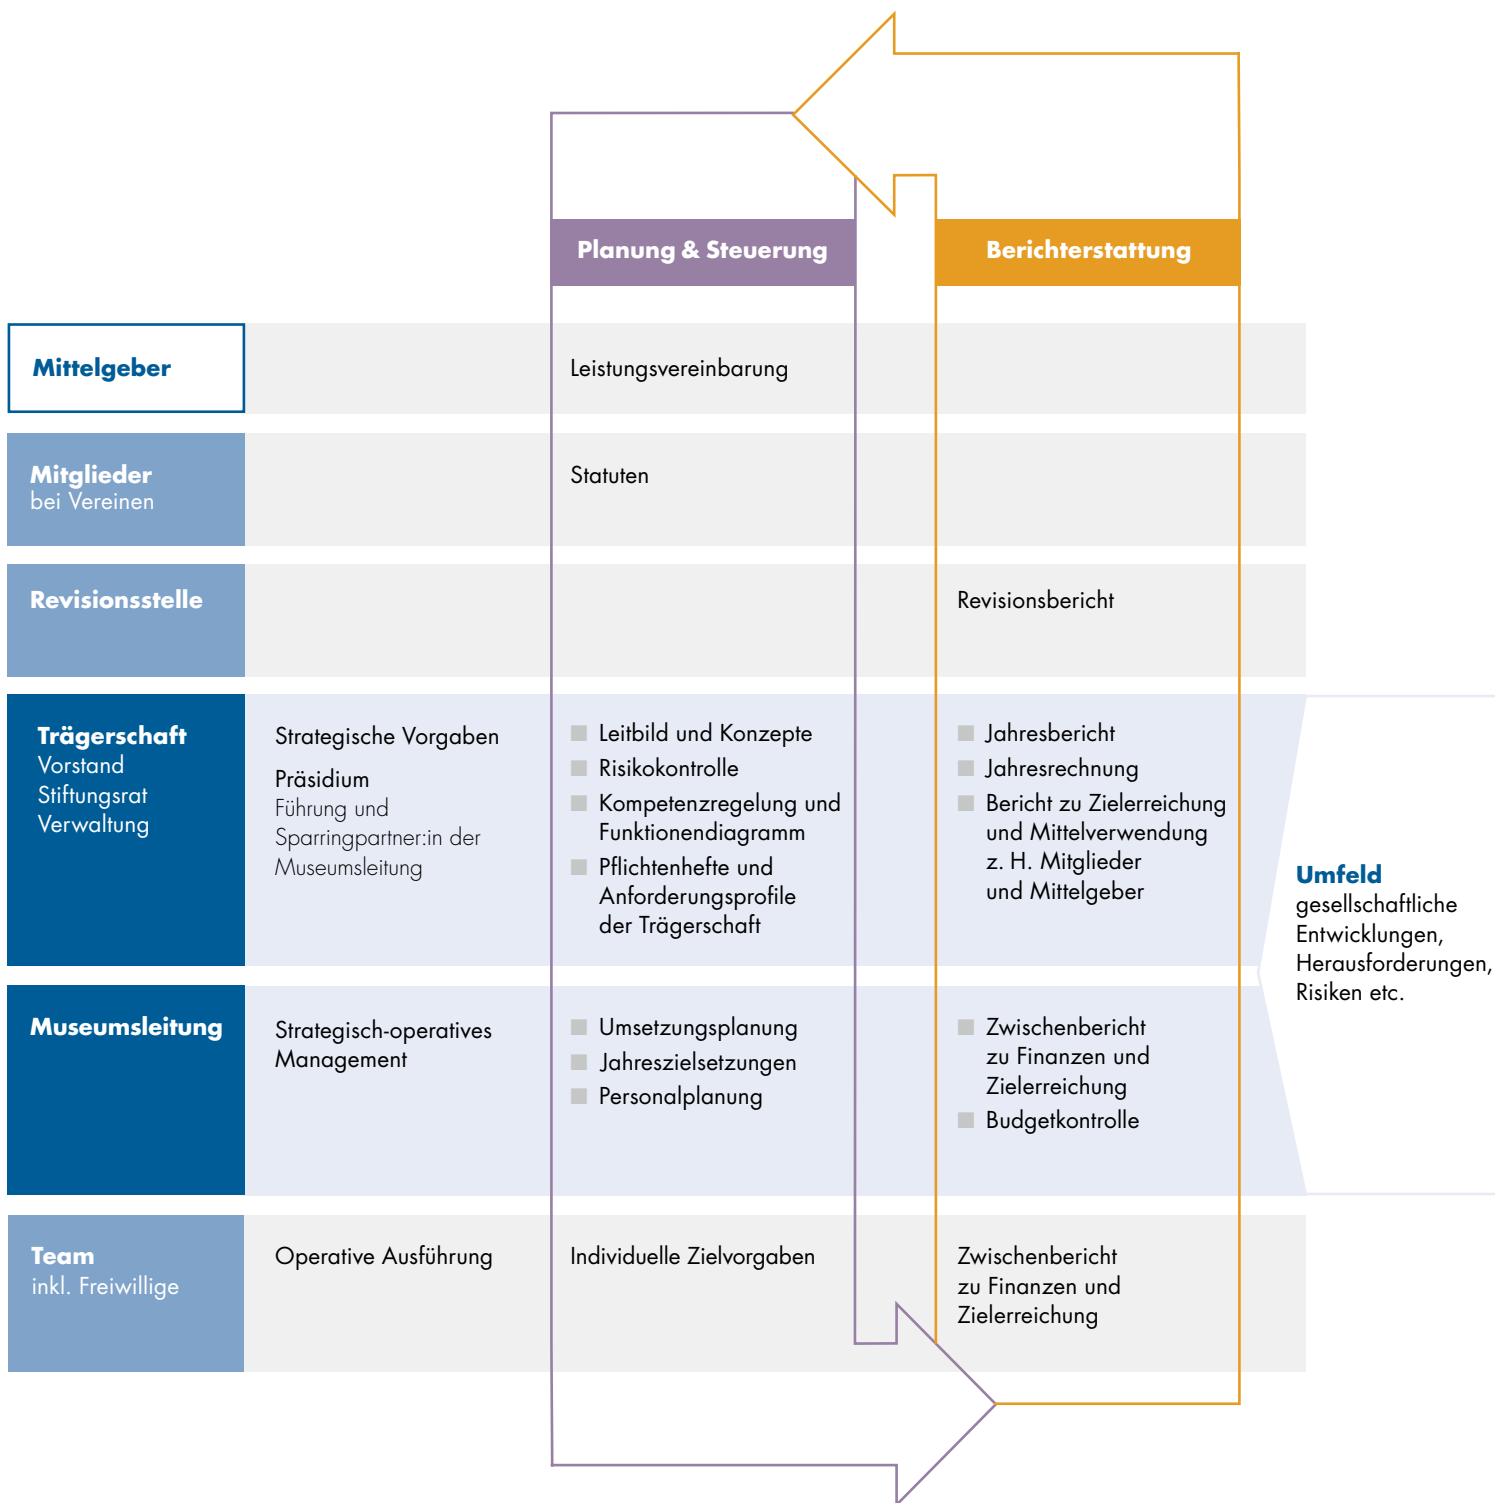 Planung & Steuerung
Berichterstattung
Mittelgeber
Leistungsvereinbarung
Mitglieder
bei Vereinen
Statuten
Revisionsstelle
Revisionsbericht
Trägerschaft
Vorstand
Stiftungsrat
Verwaltung
Strategische Vorgaben
Präsidium
Führung und
Sparringpartner:in der
Museumsleitung
Leitbild und Konzepte
Risikokontrolle
Kompetenzregelung und
Funktionendiagramm
Pflichtenhefte und
Anforderungsprofile
der Trägerschaft
Jahresbericht
Jahresrechnung
Bericht zu Zielerreichung
und Mittelverwendung
z. H. Mitglieder
und Mittelgeber
Umfeld
gesellschaftliche
Entwicklungen,
Herausforderungen,
Risiken etc.
Museumsleitung
Strategisch-operatives
Management
Umsetzungsplanung
Jahreszielsetzungen
Personalplanung
Zwischenbericht
zu Finanzen und
Zielerreichung
Budgetkontrolle
Team
inkl. Freiwillige
Operative Ausführung
Individuelle Zielvorgaben
Zwischenbericht
zu Finanzen und
Zielerreichung